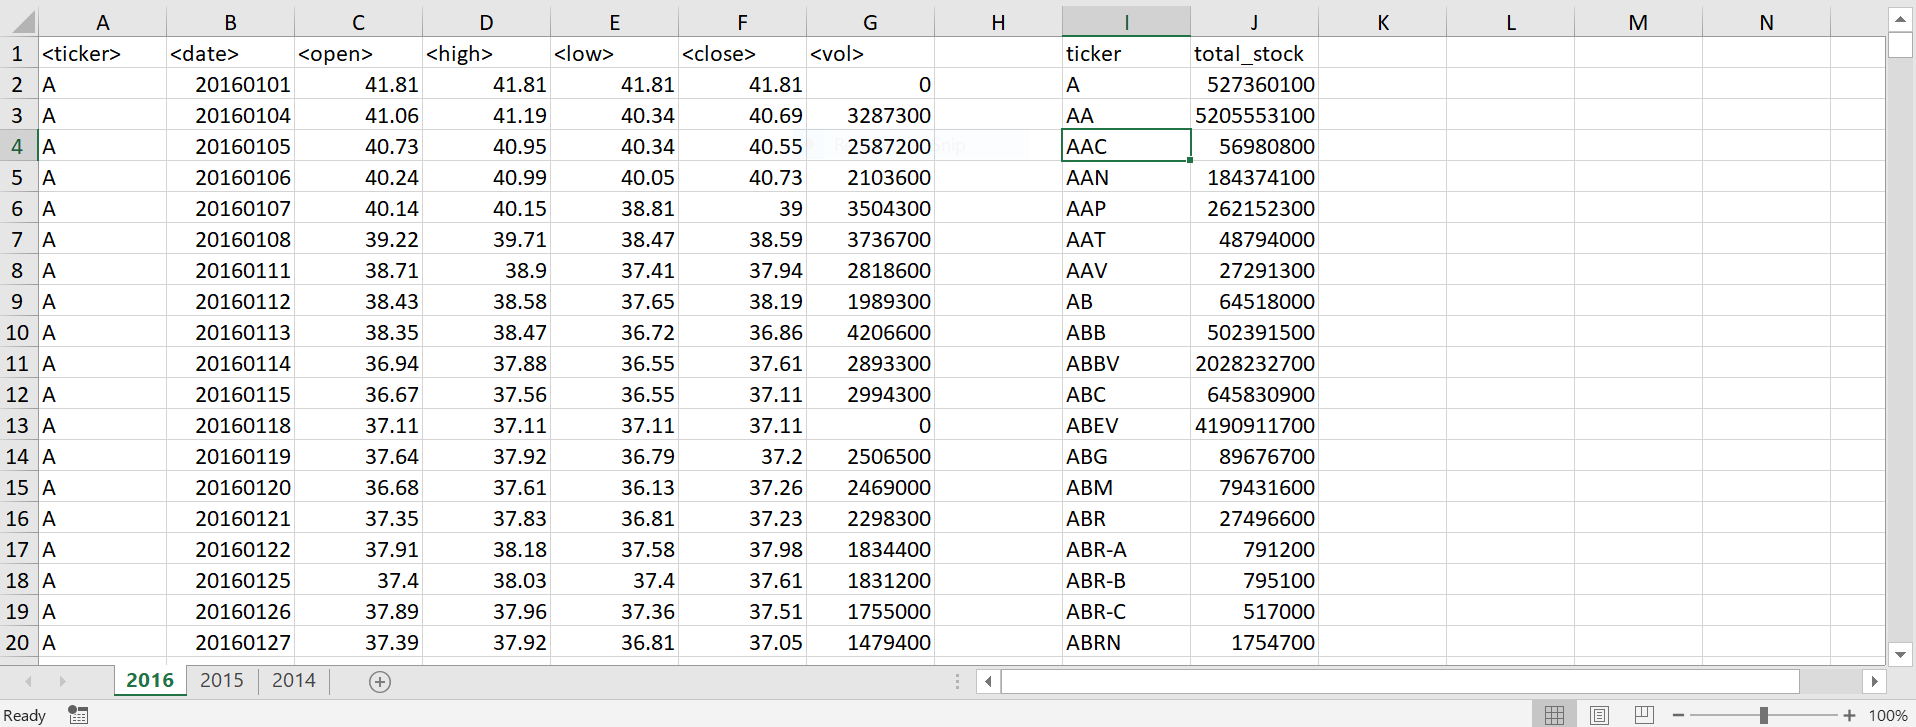 A B C D E F G H I J K L M N
1 <ticker> <date> <open> <high> <low> <close> <vol> ticker total_stock
2 A 20160101 41.81 41.81 41.81 41.81 0 A 527360100
3 A 20160104 41.06 41.19 40.34 40.69 3287300 AA 5205553100
4 A 20160105 40.73 40.95 40.34 40.55 2587200 AAC 56980800
5 A 20160106 40.24 40.99 40.05 40.73 2103600 AAN 184374100
6 A 20160107 40.14 40.15 38.81 39 3504300 AAP 262152300
7 A 20160108 39.22 39.71 38.47 38.59 3736700 AAT 48794000
8 A 20160111 38.71 38.9 37.41 37.94 2818600 AAV 27291300
9 A 20160112 38.43 38.58 37.65 38.19 1989300 AB 64518000
10 A 20160113 38.35 38.47 36.72 36.86 4206600 ABB 502391500
11 A 20160114 36.94 37.88 36.55 37.61 2893300 ABBV 2028232700
12 A 20160115 36.67 37.56 36.55 37.11 2994300 ABC 645830900
13 A 20160118 37.11 37.11 37.11 37.11 0 ABEV 4190911700
14 A 20160119 37.64 37.92 36.79 37.2 2506500 ABG 89676700
15 A 20160120 36.68 37.61 36.13 37.26 2469000 ABM 79431600
16 A 20160121 37.35 37.83 36.81 37.23 2298300 ABR 27496600
17 A 20160122 37.91 38.18 37.58 37.98 1834400 ABR-A 791200
18 A 20160125 37.4 38.03 37.4 37.61 1831200 ABR-B 795100
19 A 20160126 37.89 37.96 37.36 37.51 1755000 ABR-C 517000
20 A 20160127 37.39 37.92 36.81 37.05 1479400 ABRN 1754700
2016 2015 2014
Ready 100%